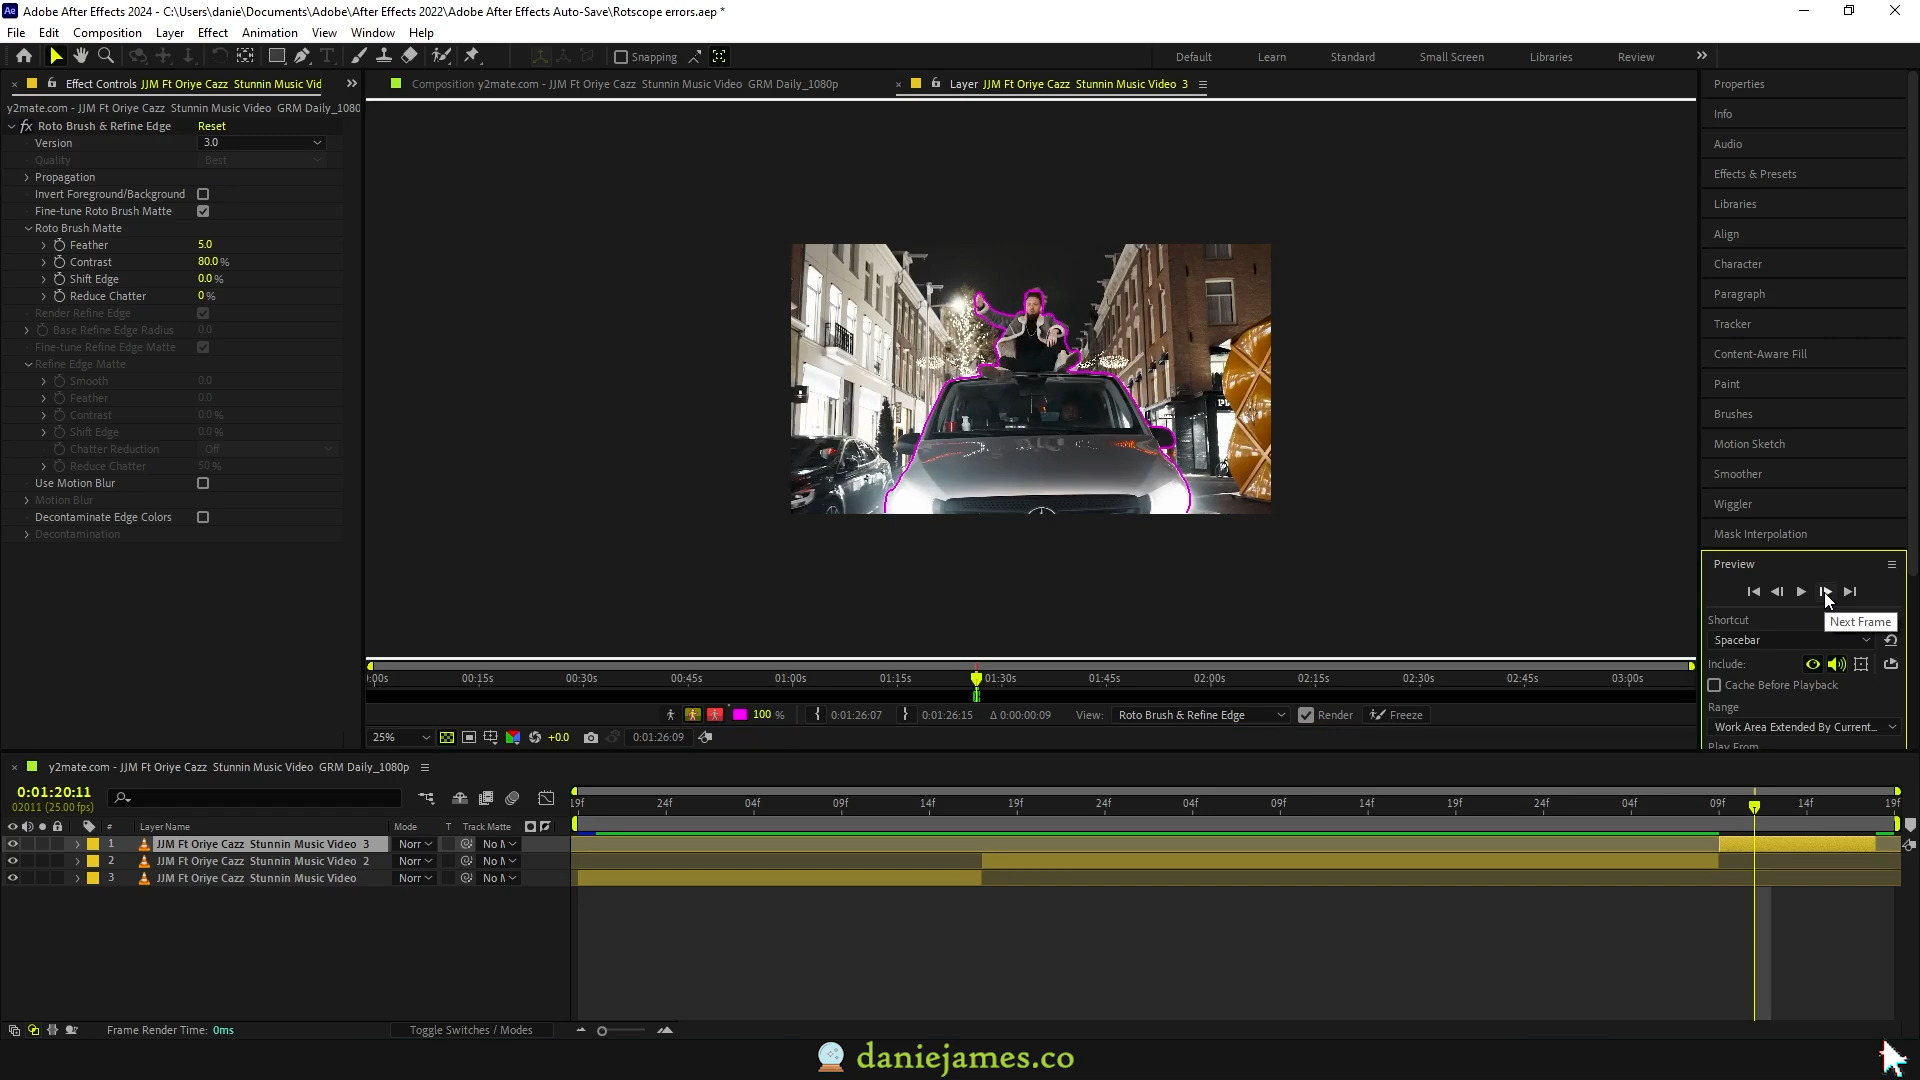 Adobe After Effects 2024 - C:\Users\danie\Documents\Adobe\After Effects 2022\Adobe After Effects Auto-Save\Rotscope errors.aep *
File Edit Composition Layer Effect Animation View Window Help
Snapping Default Learn Standard Small Screen Libraries Review
Effect Controls JJM Ft Oriye Cazz Stunnin Music Vid
Composition y2mate.com - JJM Ft Oriye Cazz Stunnin Music Video GRM Daily_1080p
Layer JJM Ft Oriye Cazz Stunnin Music Video 3
y2mate.com - JJM Ft Oriye Cazz Stunnin Music Video GRM Daily_1080
fx Roto Brush & Refine Edge Reset
Version 3.0
Quality Best
Propagation
Invert Foreground/Background
Fine-tune Roto Brush Matte
Roto Brush Matte
Feather 5.0
Contrast 80.0 %
Shift Edge 0.0 %
Reduce Chatter 0 %
Render Refine Edge
Base Refine Edge Radius 0.0
Fine-tune Refine Edge Matte
Refine Edge Matte
Smooth 0.0
Feather 0.0
Contrast 0.0 %
Shift Edge 0.0 %
Chatter Reduction Off
Reduce Chatter 50 %
Use Motion Blur
Motion Blur
Decontaminate Edge Colors
Decontamination
Properties
Info
Audio
Effects & Presets
Libraries
Align
Character
Paragraph
Tracker
Content-Aware Fill
Paint
Brushes
Motion Sketch
Smoother
Wiggler
Mask Interpolation
Preview
Next Frame
Shortcut
Spacebar
Include:
Cache Before Playback
Range
Work Area Extended By Current...
Play From
:00s 00:15s 00:30s 00:45s 01:00s 01:15s 01:30s 01:45s 02:00s 02:15s 02:30s 02:45s 03:00s
100 % 0:01:26:07 0:01:26:15 Δ 0:00:00:09 View: Roto Brush & Refine Edge Render Freeze
25% +0.0 0:01:26:09
y2mate.com - JJM Ft Oriye Cazz Stunnin Music Video GRM Daily_1080p
0:01:20:11
02011 (25.00 fps)
19f 24f 04f 09f 14f 19f 24f 04f 09f 14f 19f 24f 04f 09f 14f 19f
# Layer Name Mode T Track Matte
1 JJM Ft Oriye Cazz Stunnin Music Video 3 Norr No M
2 JJM Ft Oriye Cazz Stunnin Music Video 2 Norr No M
3 JJM Ft Oriye Cazz Stunnin Music Video Norr No M
Frame Render Time: 0ms Toggle Switches / Modes
daniejames.co